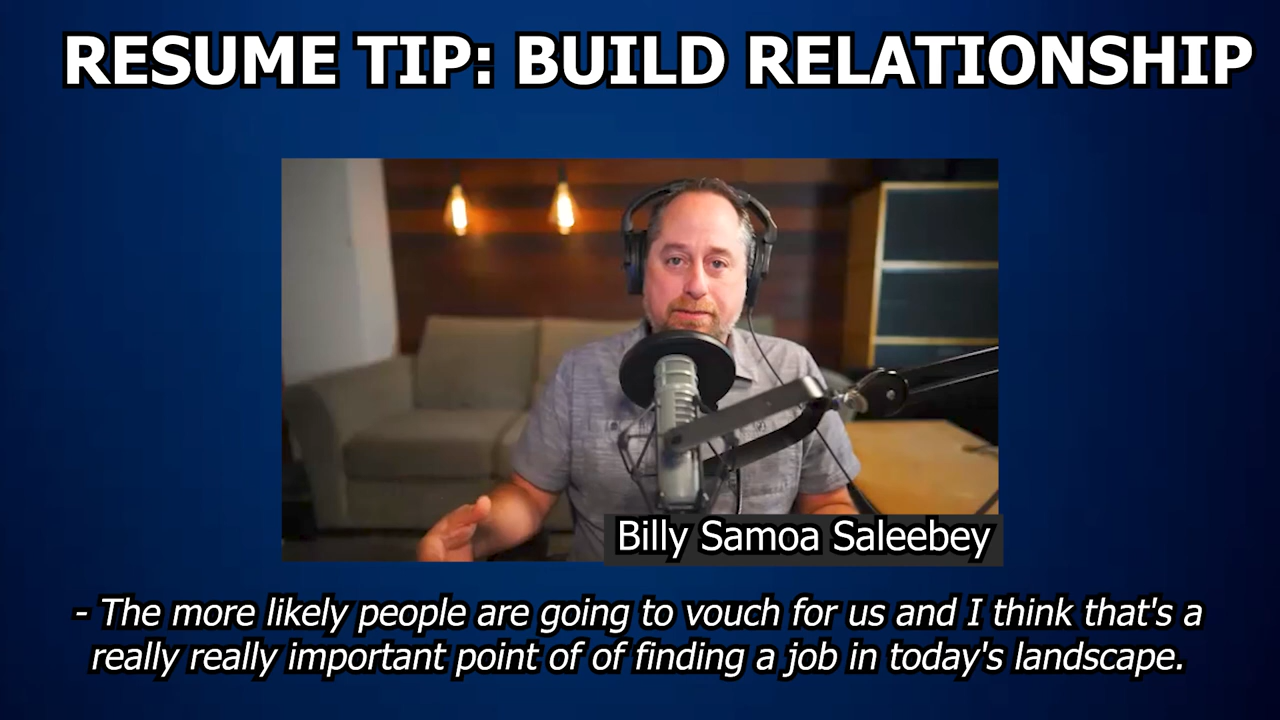 RESUME TIP: BUILD RELATIONSHIP
Billy Samoa Saleebey
- The more likely people are going to vouch for us and I think that's a
really really important point of of finding a job in today's landscape.